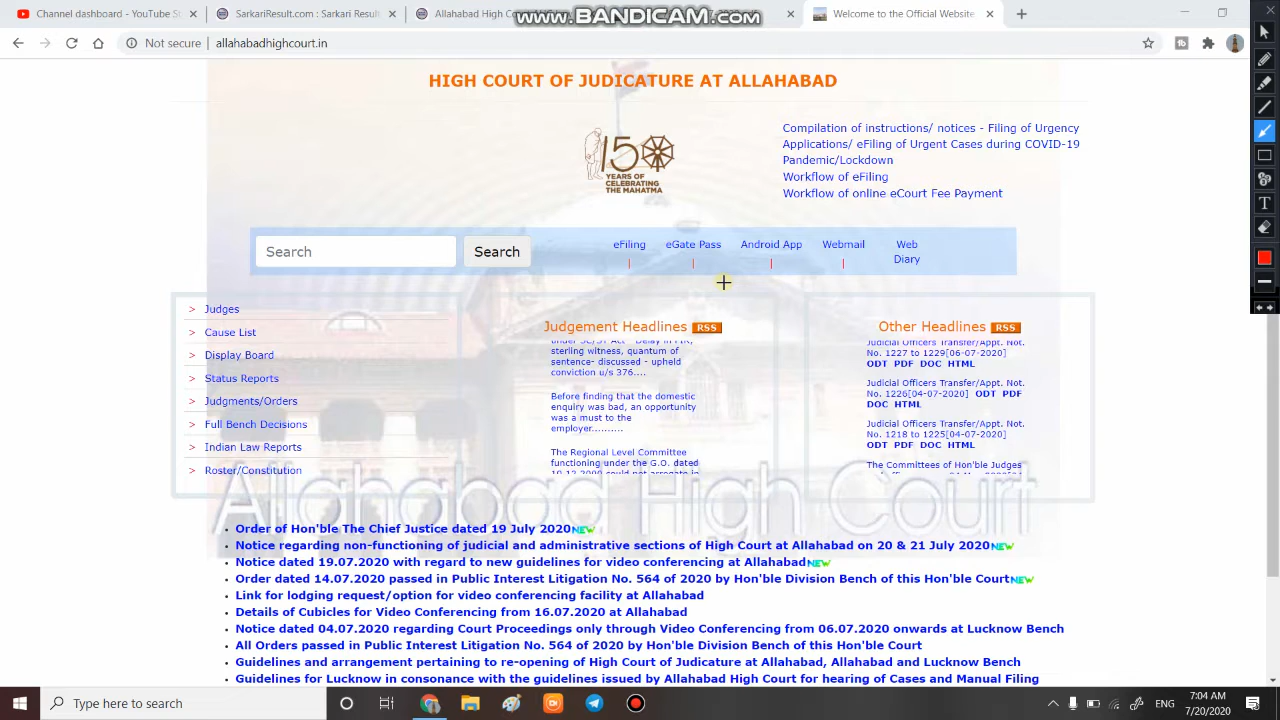 channel dashboard - YouTube St
SarkariResult.com: Sarkari Resul
Allahabad High Co
www.BANDICAM.com
Welcome to the Official Website
Not secure | allahabadhighcourt.in
HIGH COURT OF JUDICATURE AT ALLAHABAD
150
YEARS OF
CELEBRATING
THE MAHATMA
Compilation of instructions/ notices - Filing of Urgency
Applications/ eFiling of Urgent Cases during COVID-19
Pandemic/Lockdown
Workflow of eFiling
Workflow of online eCourt Fee Payment
Search Search eFiling eGate Pass Android App Webmail Web
Diary
> Judges
> Cause List
> Display Board
> Status Reports
> Judgments/Orders
> Full Bench Decisions
> Indian Law Reports
> Roster/Constitution
Judgement Headlines RSS
under SC/ST Act - Delay in FIR,
sterling witness, quantum of
sentence- discussed - upheld
conviction u/s 376....
Before finding that the domestic
enquiry was bad, an opportunity
was a must to the
employer..........
The Regional Level Committee
functioning under the G.O. dated
Other Headlines RSS
Judicial Officers Transfer/Appt. Not.
No. 1227 to 1229[06-07-2020]
ODT PDF DOC HTML
Judicial Officers Transfer/Appt. Not.
No. 1226[04-07-2020] ODT PDF
DOC HTML
Judicial Officers Transfer/Appt. Not.
No. 1218 to 1225[04-07-2020]
ODT PDF DOC HTML
The Committees of Hon'ble Judges
Allahabad High Court
• Order of Hon'ble The Chief Justice dated 19 July 2020NEW
• Notice regarding non-functioning of judicial and administrative sections of High Court at Allahabad on 20 & 21 July 2020NEW
• Notice dated 19.07.2020 with regard to new guidelines for video conferencing at AllahabadNEW
• Order dated 14.07.2020 passed in Public Interest Litigation No. 564 of 2020 by Hon'ble Division Bench of this Hon'ble CourtNEW
• Link for lodging request/option for video conferencing facility at Allahabad
• Details of Cubicles for Video Conferencing from 16.07.2020 at Allahabad
• Notice dated 04.07.2020 regarding Court Proceedings only through Video Conferencing from 06.07.2020 onwards at Lucknow Bench
• All Orders passed in Public Interest Litigation No. 564 of 2020 by Hon'ble Division Bench of this Hon'ble Court
• Guidelines and arrangement pertaining to re-opening of High Court of Judicature at Allahabad, Allahabad and Lucknow Bench
• Guidelines for Lucknow in consonance with the guidelines issued by Allahabad High Court for hearing of Cases and Manual Filing
Type here to search
ENG
7:04 AM
7/20/2020